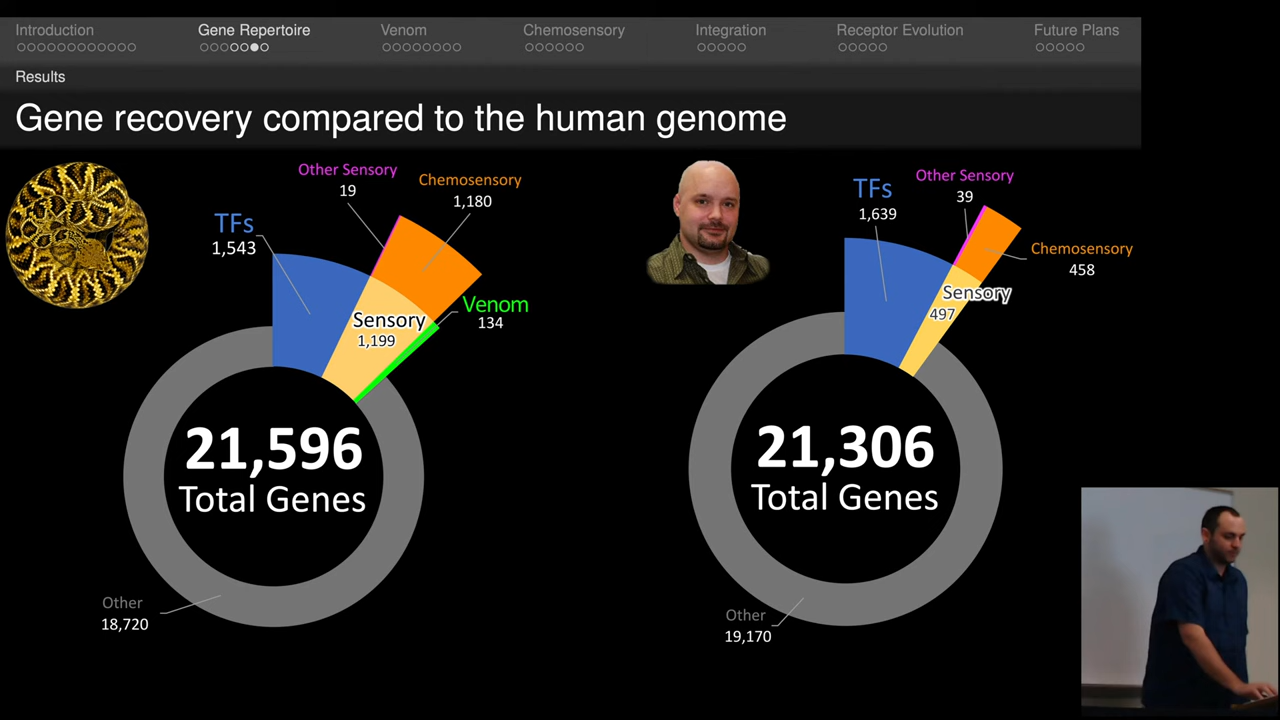 Introduction
Gene Repertoire
Venom
Chemosensory
Integration
Receptor Evolution
Future Plans
Results
Gene recovery compared to the human genome
Other Sensory
19
Chemosensory
1,180
TFs
1,543
Venom
134
Sensory
1,199
21,596
Total Genes
Other
18,720
TFs
1,639
Other Sensory
39
Chemosensory
458
Sensory
497
21,306
Total Genes
Other
19,170